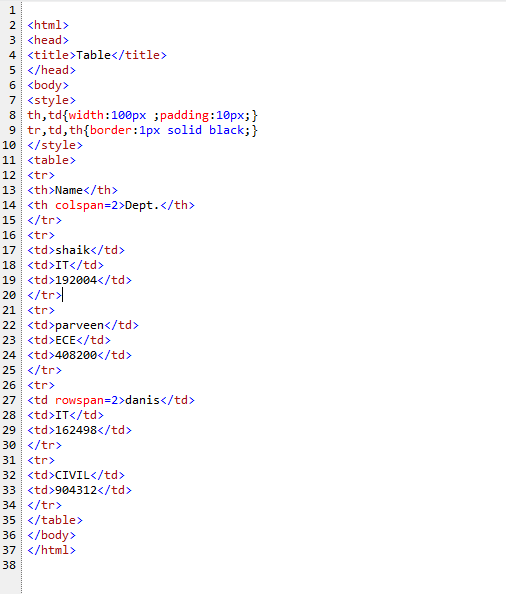 1
2 <html>
3 <head>
4 <title>Table</title>
5 </head>
6 <body>
7 <style>
8 th,td{width:100px ;padding:10px;}
9 tr,td,th{border:1px solid black;}
10 </style>
11 <table>
12 <tr>
13 <th>Name</th>
14 <th colspan=2>Dept.</th>
15 </tr>
16 <tr>
17 <td>shaik</td>
18 <td>IT</td>
19 <td>192004</td>
20 </tr>
21 <tr>
22 <td>parveen</td>
23 <td>ECE</td>
24 <td>408200</td>
25 </tr>
26 <tr>
27 <td rowspan=2>danis</td>
28 <td>IT</td>
29 <td>162498</td>
30 </tr>
31 <tr>
32 <td>CIVIL</td>
33 <td>904312</td>
34 </tr>
35 </table>
36 </body>
37 </html>
38